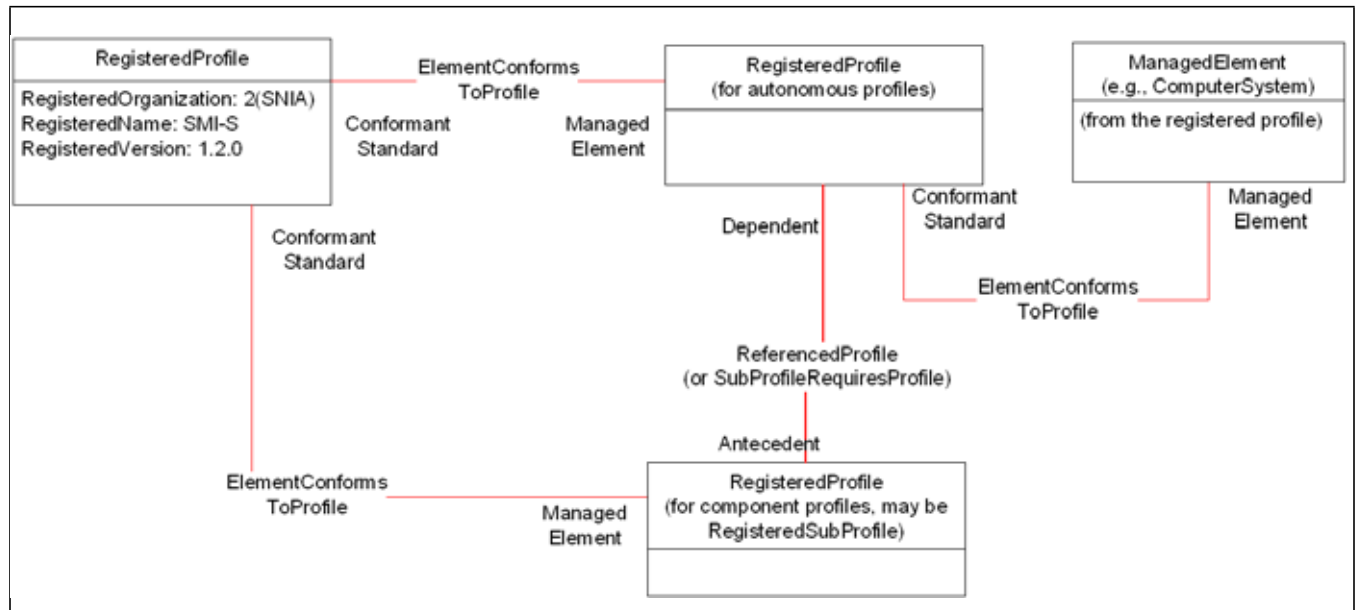 RegisteredProfile
RegisteredOrganization: 2(SNIA)
RegisteredName: SMI-S
RegisteredVersion: 1.2.0
ElementConforms
ToProfile
Conformant
Standard
Managed
Element
RegisteredProfile
(for autonomous profiles)
ManagedElement
(e.g., ComputerSystem)
(from the registered profile)
Conformant
Standard
Dependent
Conformant
Standard
Managed
Element
ElementConforms
ToProfile
ReferencedProfile
(or SubProfileRequiresProfile)
Antecedent
ElementConforms
ToProfile
Managed
Element
RegisteredProfile
(for component profiles, may be
RegisteredSubProfile)